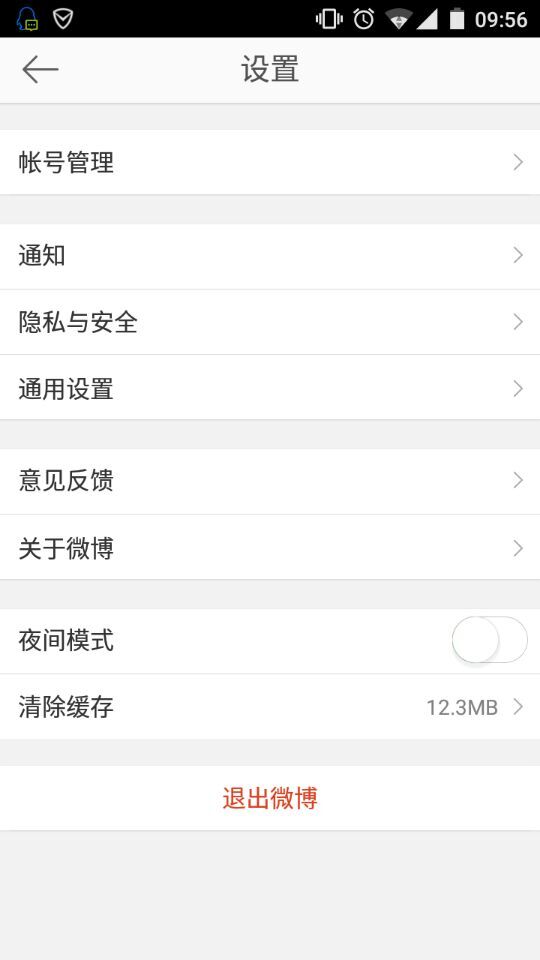 09:56
设置
帐号管理
通知
隐私与安全
通用设置
意见反馈
关于微博
夜间模式
清除缓存 12.3MB
退出微博